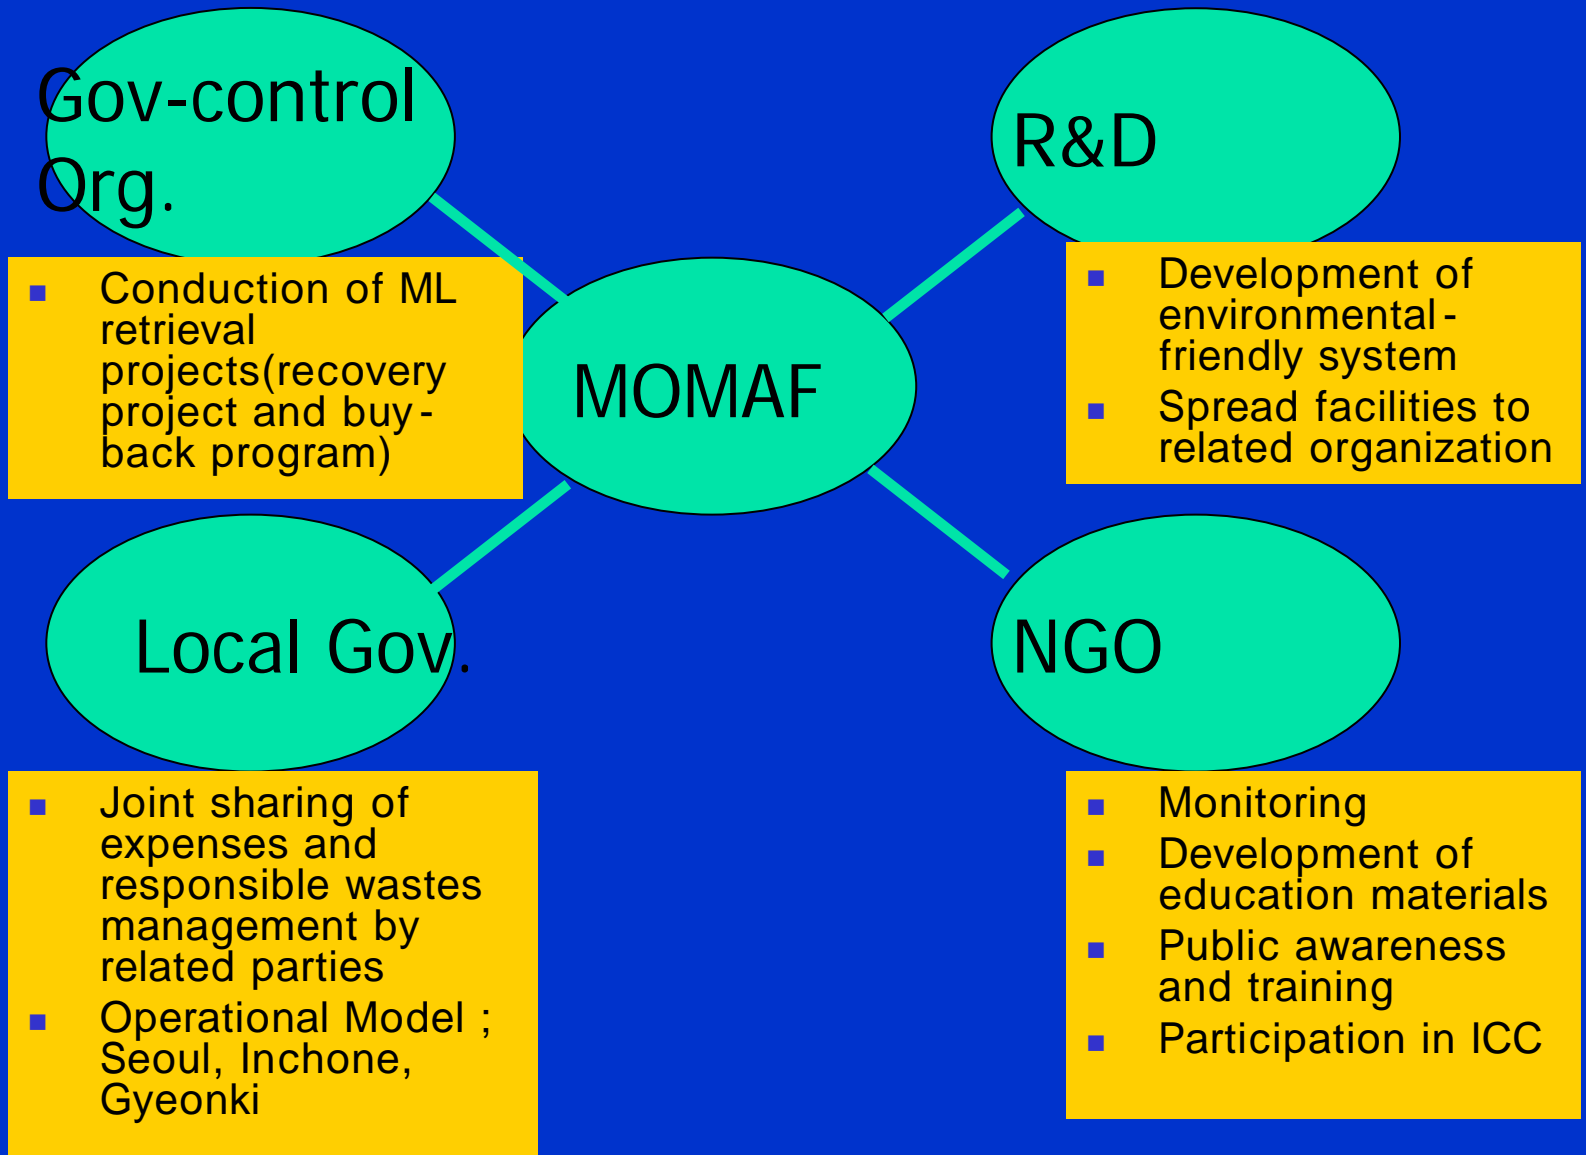 Gov-control
Org.
Conduction of ML
retrieval
projects(recovery
project and buy-
back program)
R&D
Development of
environmental-
friendly system
Spread facilities to
related organization
MOMAF
Local Gov.
Joint sharing of
expenses and
responsible wastes
management by
related parties
Operational Model ;
Seoul, Inchone,
Gyeonki
NGO
Monitoring
Development of
education materials
Public awareness
and training
Participation in ICC